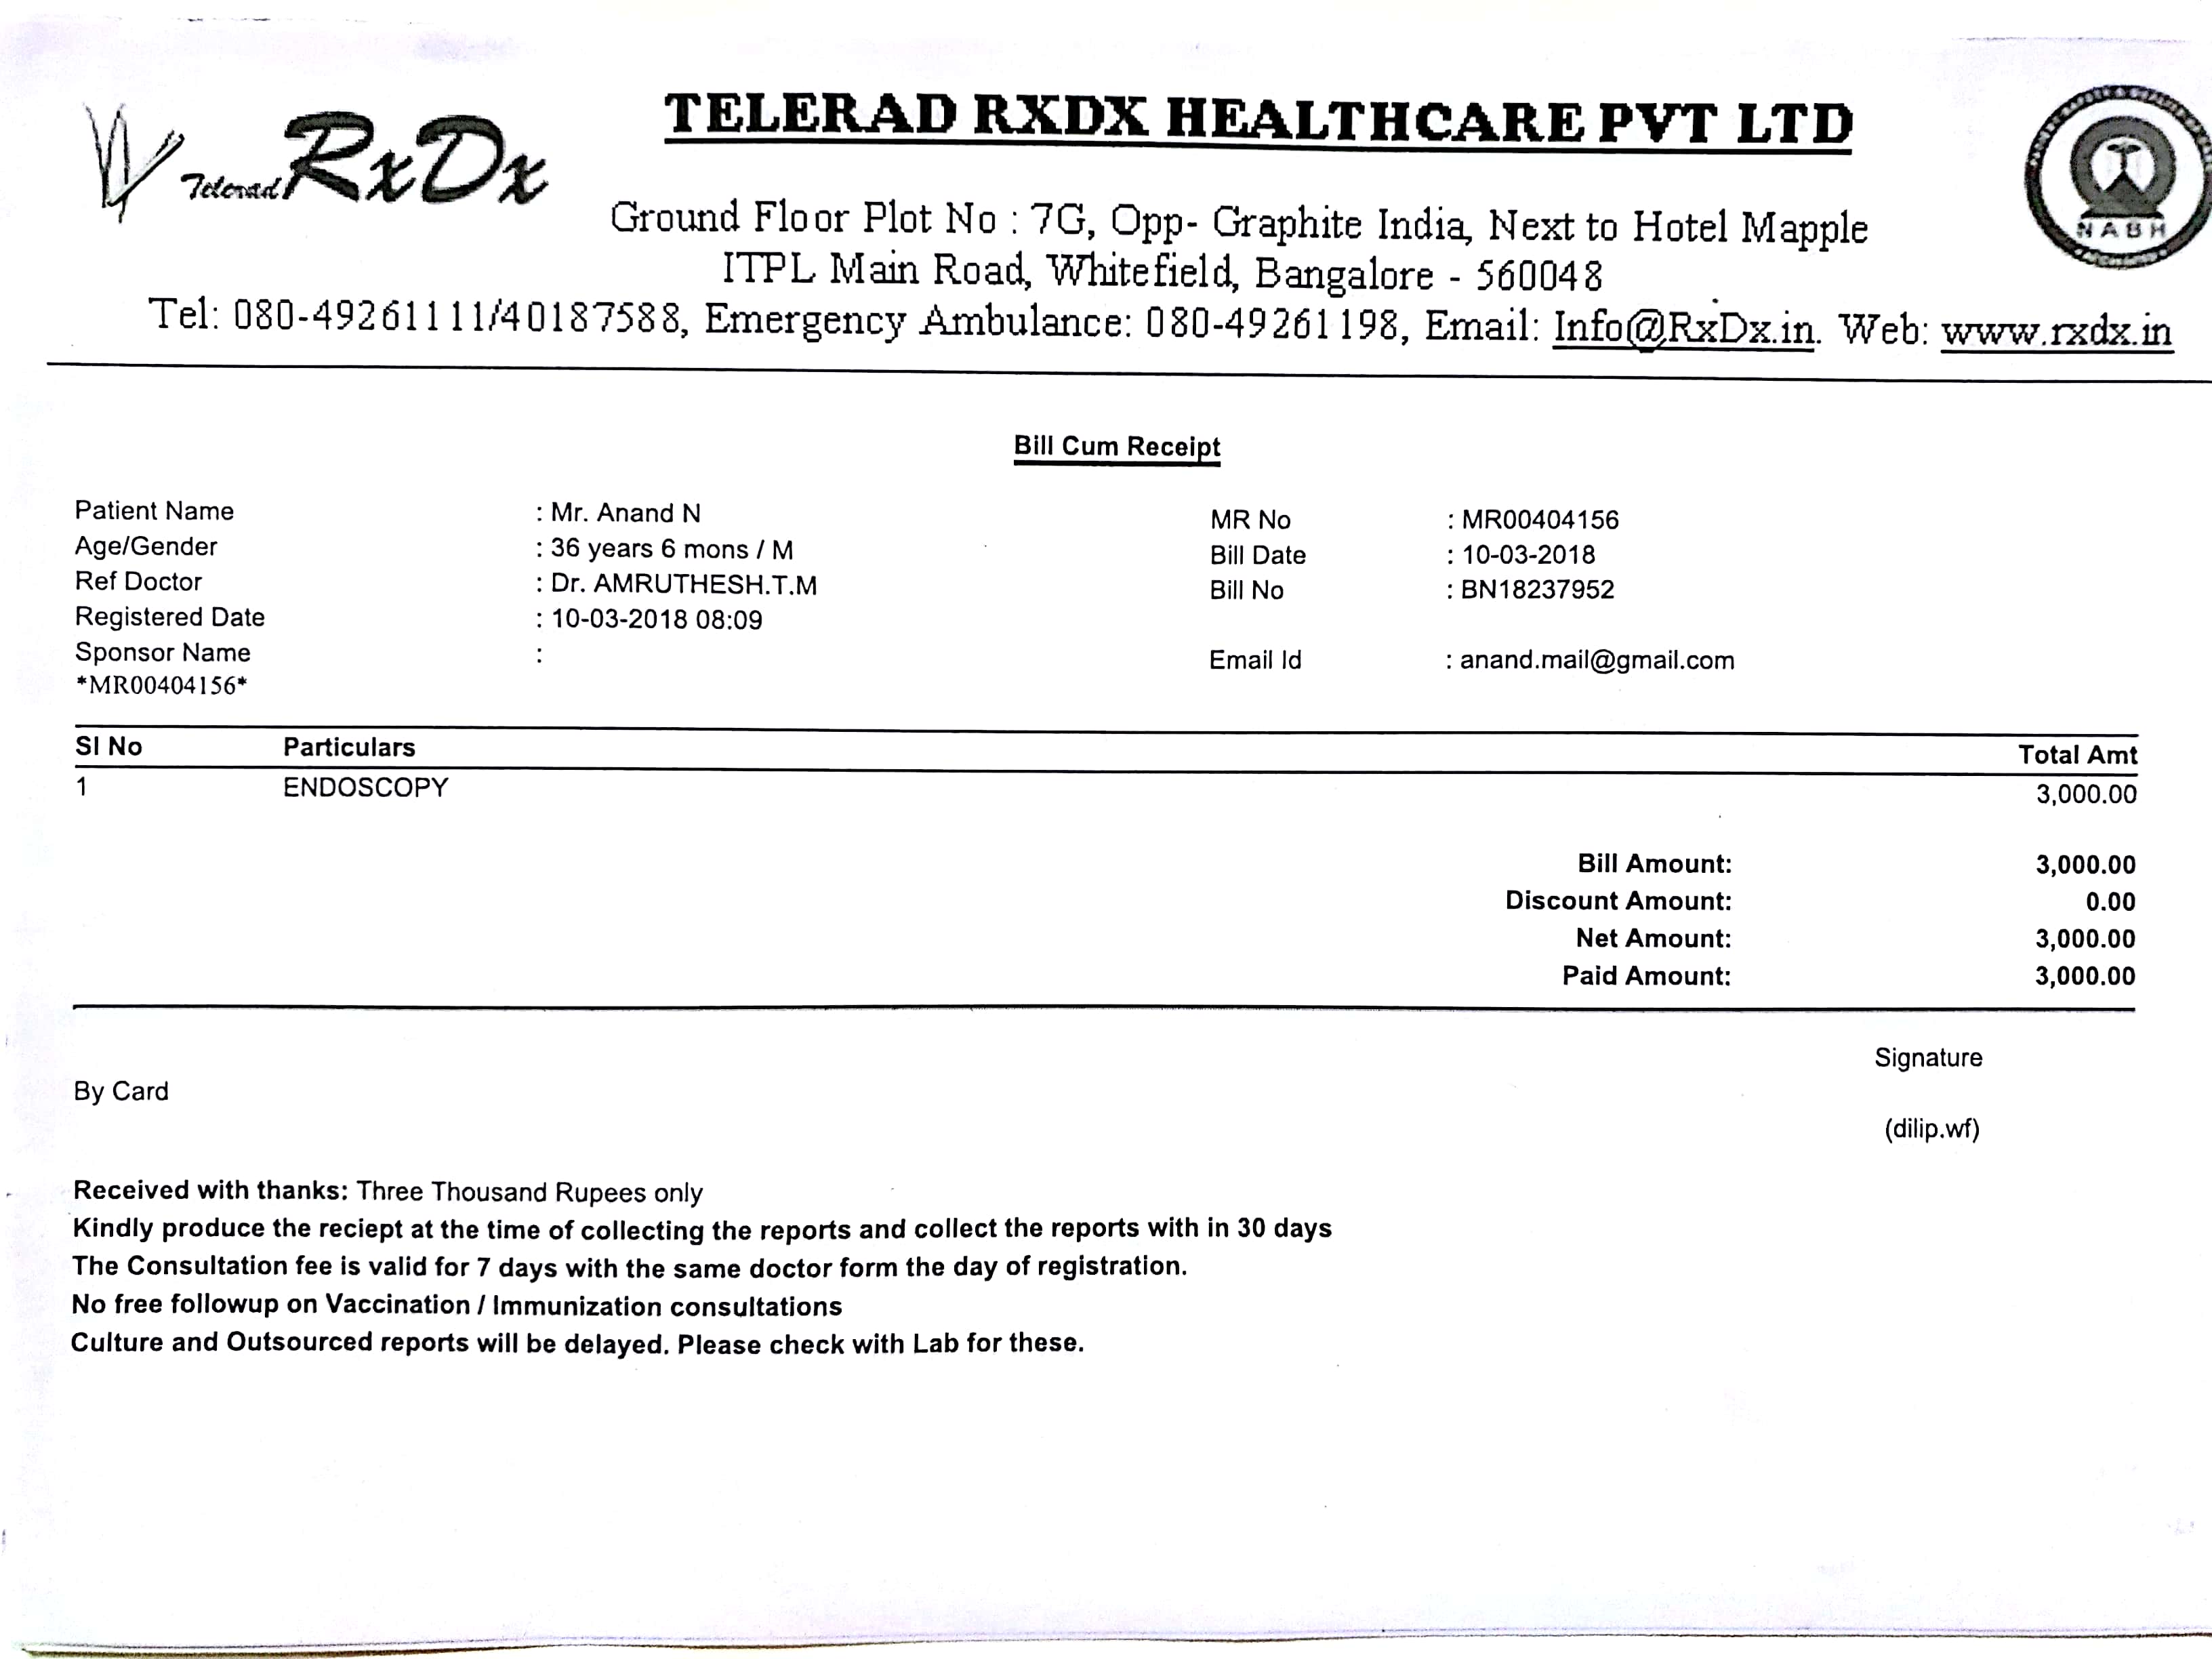 Telerad RxDx
TELERAD RXDX HEALTHCARE PVT LTD
NABH
Ground Floor Plot No : 7G, Opp- Graphite India, Next to Hotel Mapple
ITPL Main Road, Whitefield, Bangalore - 560048
Tel: 080-49261111/40187588, Emergency Ambulance: 080-49261198, Email: Info@RxDx.in. Web: www.rxdx.in
Bill Cum Receipt
Patient Name : Mr. Anand N MR No : MR00404156
Age/Gender : 36 years 6 mons / M Bill Date : 10-03-2018
Ref Doctor : Dr. AMRUTHESH.T.M Bill No : BN18237952
Registered Date : 10-03-2018 08:09
Sponsor Name : Email Id : anand.mail@gmail.com
*MR00404156*
SI No Particulars Total Amt
1 ENDOSCOPY 3,000.00
Bill Amount: 3,000.00
Discount Amount: 0.00
Net Amount: 3,000.00
Paid Amount: 3,000.00
Signature
By Card
(dilip.wf)
Received with thanks: Three Thousand Rupees only
Kindly produce the reciept at the time of collecting the reports and collect the reports with in 30 days
The Consultation fee is valid for 7 days with the same doctor form the day of registration.
No free followup on Vaccination / Immunization consultations
Culture and Outsourced reports will be delayed. Please check with Lab for these.